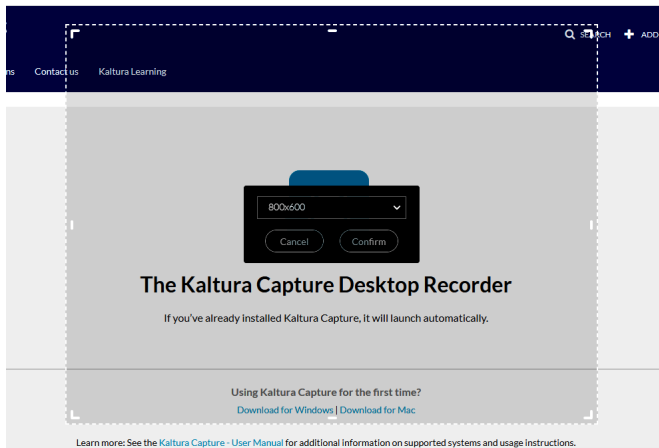 SEARCH ADD
ns Contact us Kaltura Learning
800x600
Cancel Confirm
The Kaltura Capture Desktop Recorder
If you've already installed Kaltura Capture, it will launch automatically.
Using Kaltura Capture for the first time?
Download for Windows | Download for Mac
Learn more: See the Kaltura Capture - User Manual for additional information on supported systems and usage instructions.